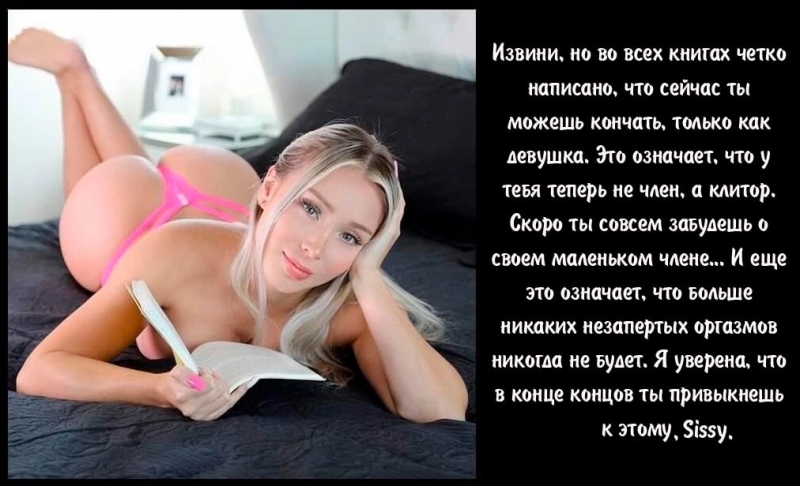 Извини, но во всех книгах четко
написано, что сейчас ты
можешь кончать, только как
девушка. Это означает, что у
тебя теперь не член, а клитор.
Скоро ты совсем забудешь о
своем маленьком члене... И еще
это означает, что больше
никаких незапертых оргазмов
никогда не будет. Я уверена, что
в конце концов ты привыкнешь
к этому, Sissy.